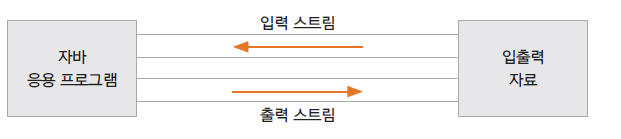 입력 스트림
자바
응용 프로그램
입출력
자료
출력 스트림